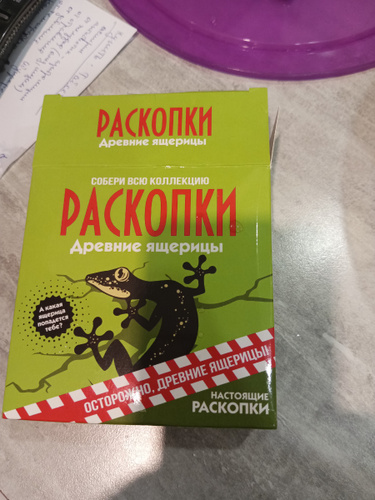 РАСКОПКИ
Древние ящерицы
СОБЕРИ ВСЮ КОЛЛЕКЦИЮ
РАСКОПКИ
Древние ящерицы
А какая
ящерица
попадется
тебе?
ОСТОРОЖНО, ДРЕВНИЕ ЯЩЕРИЦЫ!
НАСТОЯЩИЕ
РАСКОПКИ